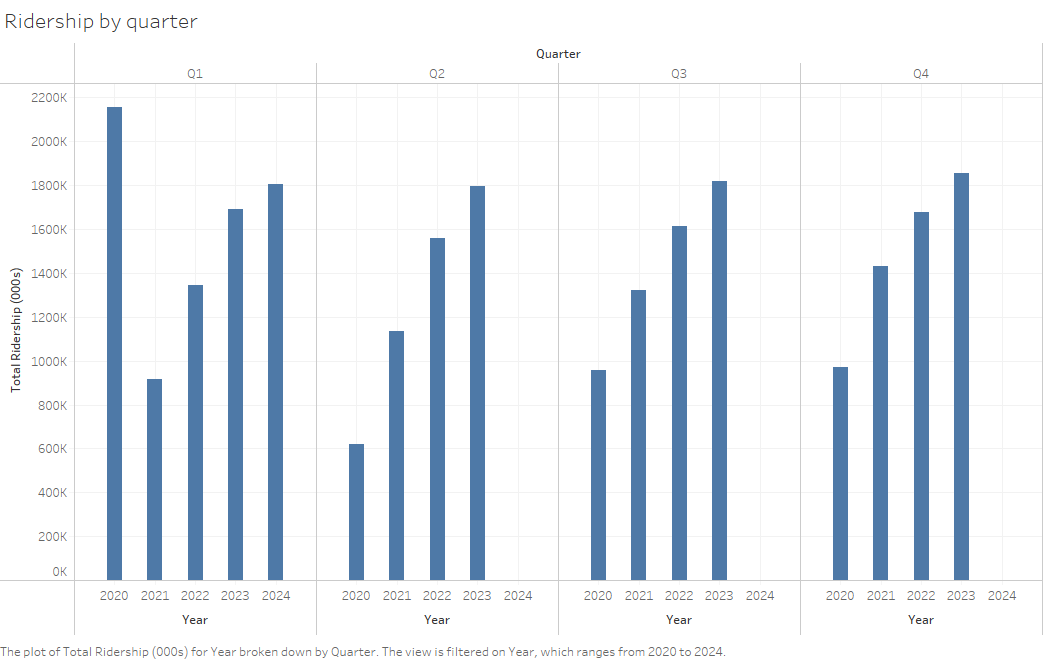 Ridership by quarter
Quarter
Q1 Q2 Q3 Q4
2200K
2000K
1800K
1600K
1400K
1200K
1000K
800K
600K
400K
200K
0K
Total Ridership (000s)
2020 2021 2022 2023 2024 2020 2021 2022 2023 2024 2020 2021 2022 2023 2024 2020 2021 2022 2023 2024
Year Year Year Year
The plot of Total Ridership (000s) for Year broken down by Quarter. The view is filtered on Year, which ranges from 2020 to 2024.